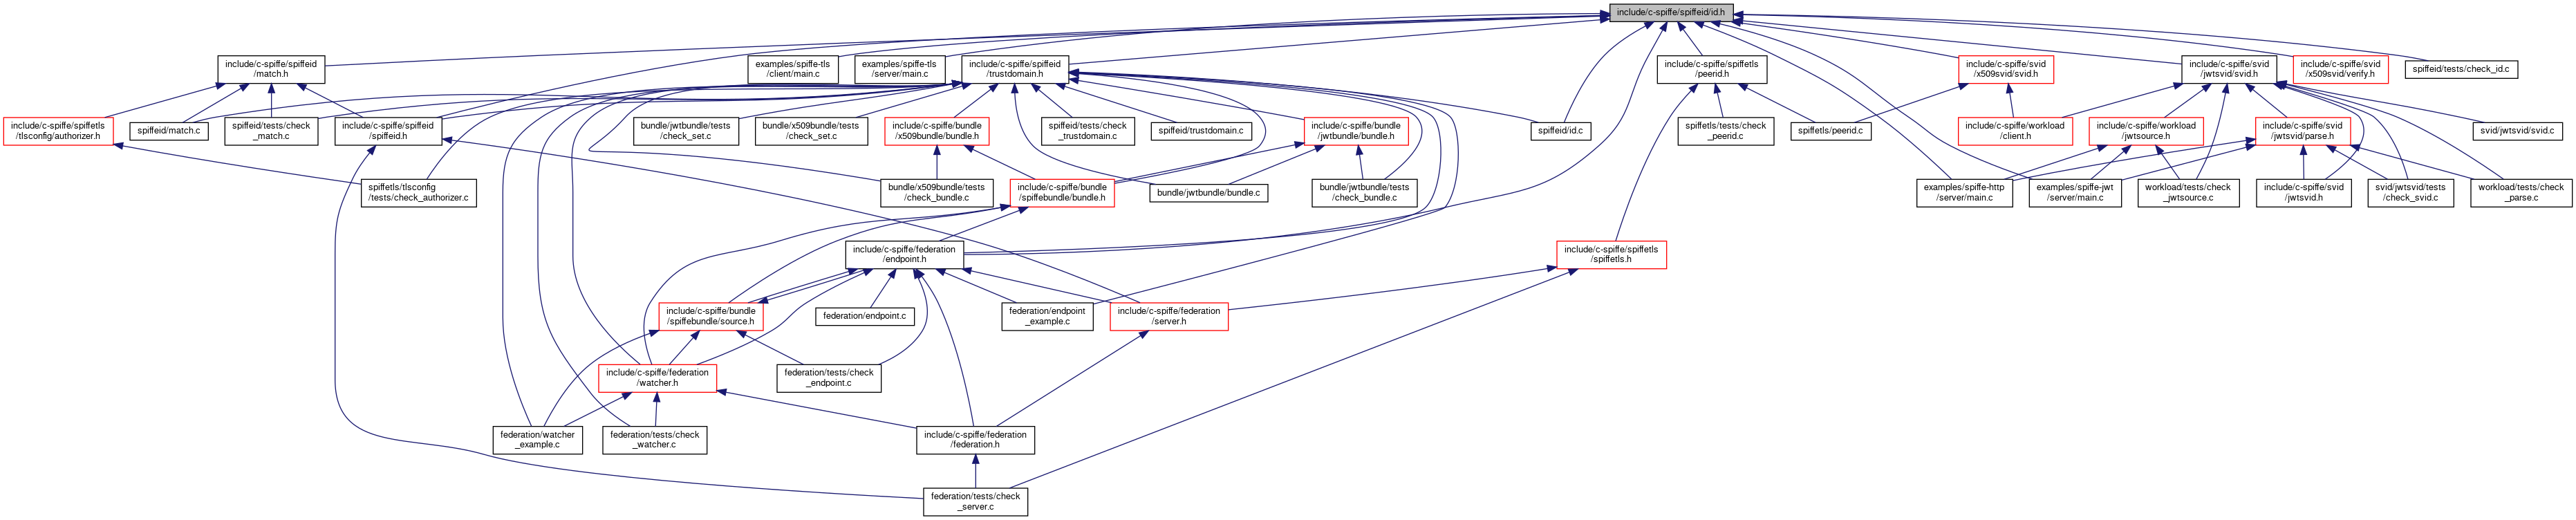 include/c-spiffe/spiffeid/id.h
include/c-spiffe/spiffeid
/match.h
examples/spiffe-tls
/client/main.c
examples/spiffe-tls
/server/main.c
include/c-spiffe/spiffeid
/trustdomain.h
include/c-spiffe/spiffetls
/peerid.h
include/c-spiffe/svid
/x509svid/svid.h
include/c-spiffe/svid
/jwtsvid/svid.h
include/c-spiffe/svid
/x509svid/verify.h
spiffeid/tests/check_id.c
include/c-spiffe/spiffetls
/tlsconfig/authorizer.h
spiffeid/match.c
spiffeid/tests/check
_match.c
include/c-spiffe/spiffeid
/spiffeid.h
bundle/jwtbundle/tests
/check_set.c
bundle/x509bundle/tests
/check_set.c
include/c-spiffe/bundle
/x509bundle/bundle.h
spiffeid/tests/check
_trustdomain.c
spiffeid/trustdomain.c
include/c-spiffe/bundle
/jwtbundle/bundle.h
spiffeid/id.c
spiffetls/tests/check
_peerid.c
spiffetls/peerid.c
include/c-spiffe/workload
/client.h
include/c-spiffe/workload
/jwtsource.h
include/c-spiffe/svid
/jwtsvid/parse.h
svid/jwtsvid/svid.c
spiffetls/tlsconfig
/tests/check_authorizer.c
bundle/x509bundle/tests
/check_bundle.c
include/c-spiffe/bundle
/spiffebundle/bundle.h
bundle/jwtbundle/bundle.c
bundle/jwtbundle/tests
/check_bundle.c
examples/spiffe-http
/server/main.c
examples/spiffe-jwt
/server/main.c
workload/tests/check
_jwtsource.c
include/c-spiffe/svid
/jwtsvid.h
svid/jwtsvid/tests
/check_svid.c
workload/tests/check
_parse.c
include/c-spiffe/federation
/endpoint.h
include/c-spiffe/spiffetls
/spiffetls.h
include/c-spiffe/bundle
/spiffebundle/source.h
federation/endpoint.c
federation/endpoint
_example.c
include/c-spiffe/federation
/server.h
include/c-spiffe/federation
/watcher.h
federation/tests/check
_endpoint.c
federation/watcher
_example.c
federation/tests/check
_watcher.c
include/c-spiffe/federation
/federation.h
federation/tests/check
_server.c